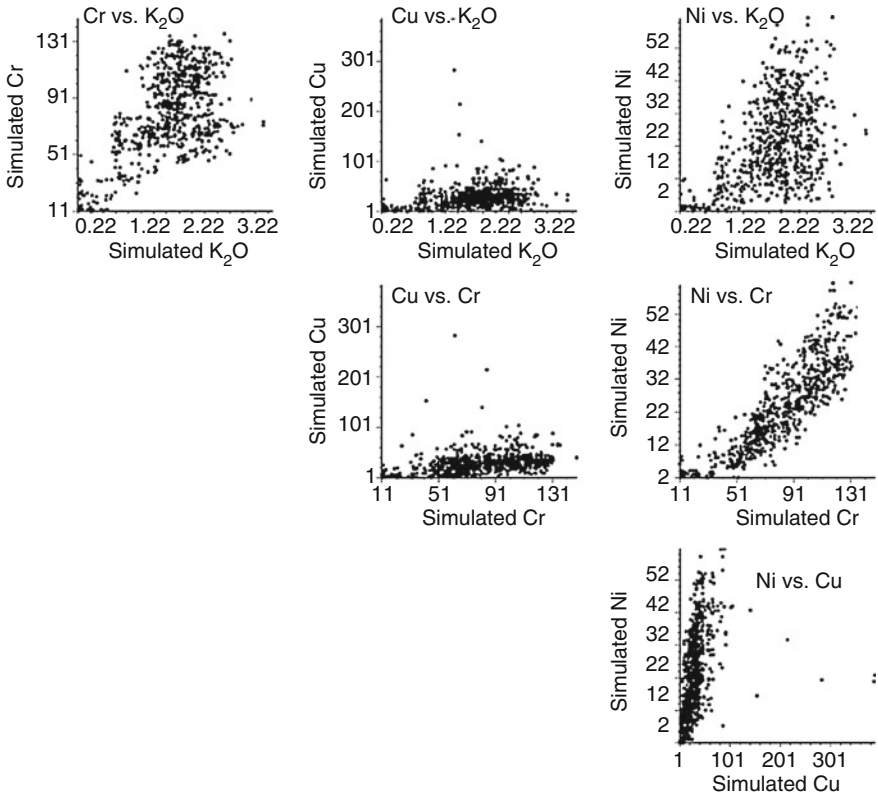 Cr vs. K₂O
131
91
51
11
0.22 1.22 2.22 3.22
Simulated Cr
Simulated K₂O
Cu vs. K₂O
301
201
101
1
0.22 1.22 2.22 3.22
Simulated Cu
Simulated K₂O
Ni vs. K₂O
52
42
32
22
12
2
0.22 1.22 2.22 3.22
Simulated Ni
Simulated K₂O
Cu vs. Cr
301
201
101
1
11 51 91 131
Simulated Cu
Simulated Cr
Ni vs. Cr
52
42
32
22
12
2
11 51 91 131
Simulated Ni
Simulated Cr
Ni vs. Cu
52
42
32
22
12
2
1 101 201 301
Simulated Ni
Simulated Cu